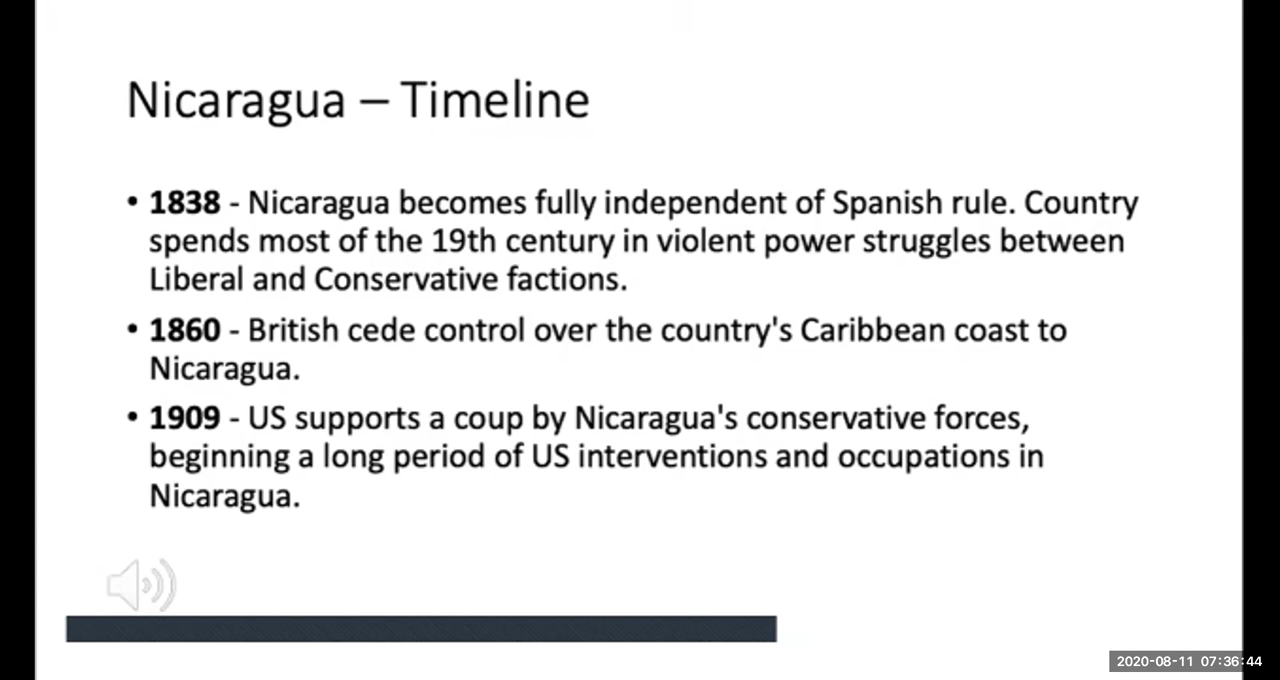 Nicaragua – Timeline
• 1838 - Nicaragua becomes fully independent of Spanish rule. Country
spends most of the 19th century in violent power struggles between
Liberal and Conservative factions.
• 1860 - British cede control over the country's Caribbean coast to
Nicaragua.
• 1909 - US supports a coup by Nicaragua's conservative forces,
beginning a long period of US interventions and occupations in
Nicaragua.
2020-08-11 07:36:44